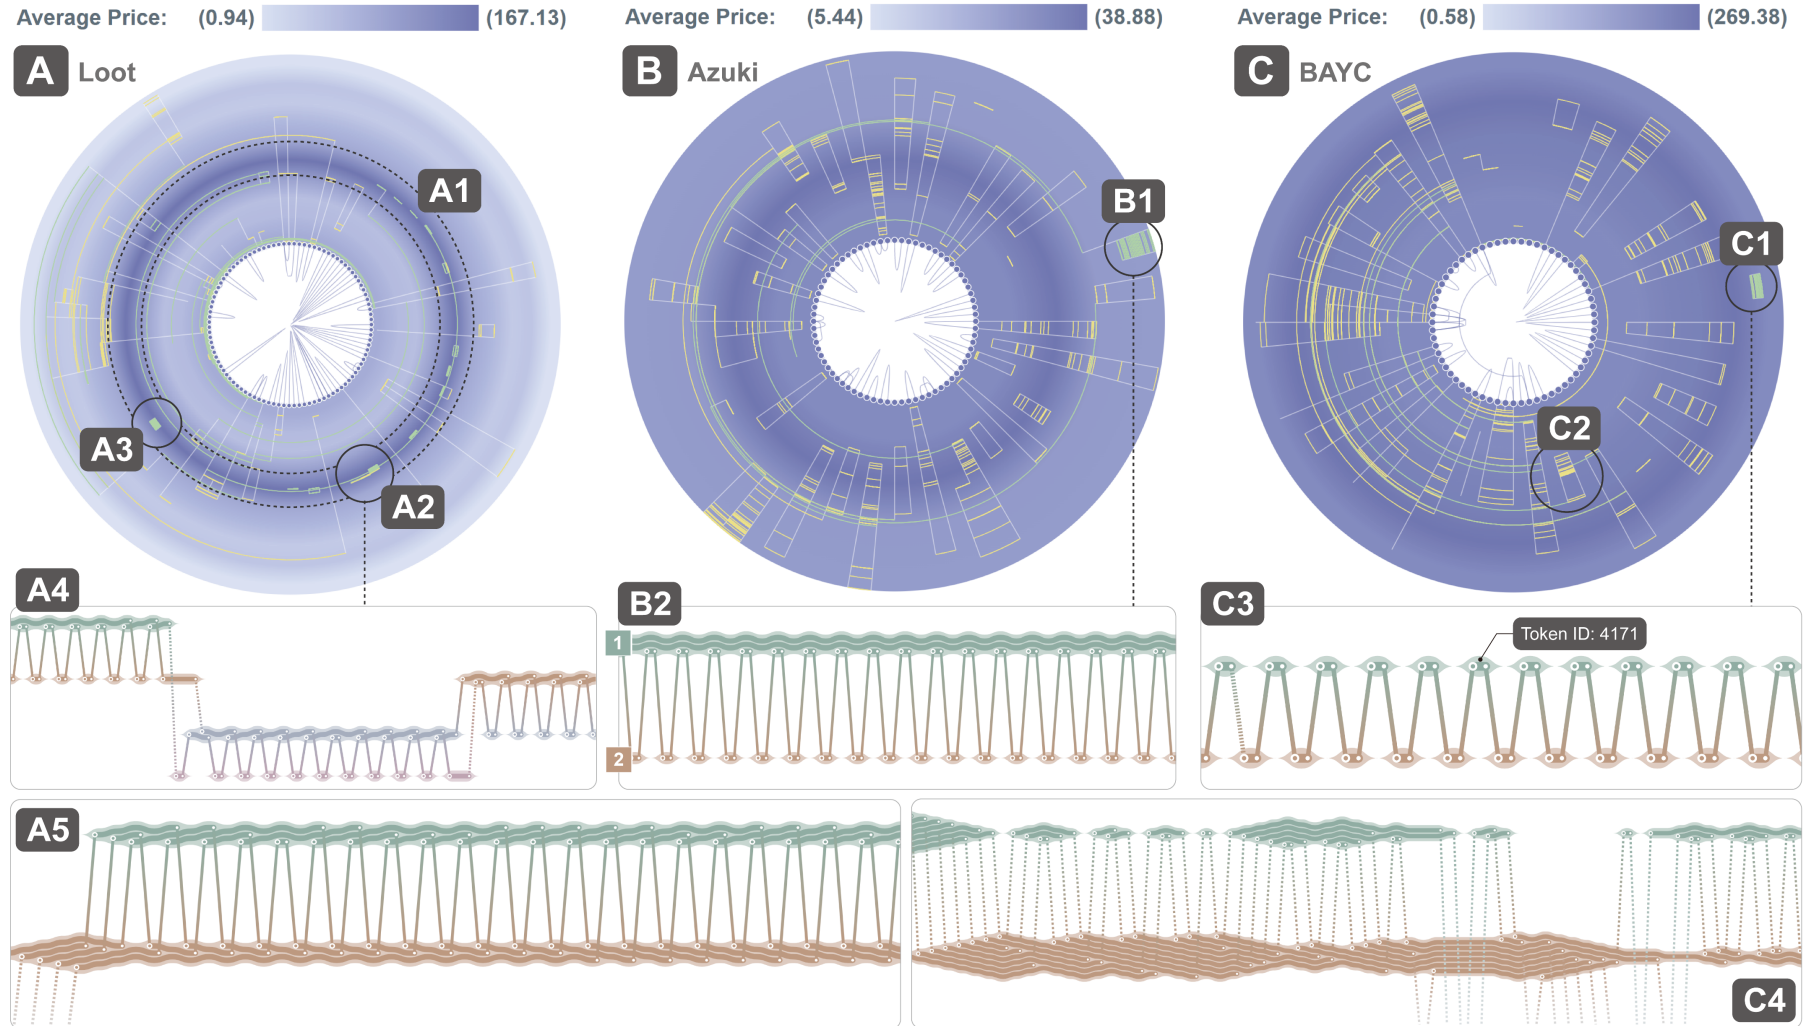 Average Price: (0.94) (167.13)
Average Price: (5.44) (38.88)
Average Price: (0.58) (269.38)
A Loot
B Azuki
C BAYC
A1
B1
C1
A3
A2
C2
A4
B2
C3
1
2
Token ID: 4171
A5
C4